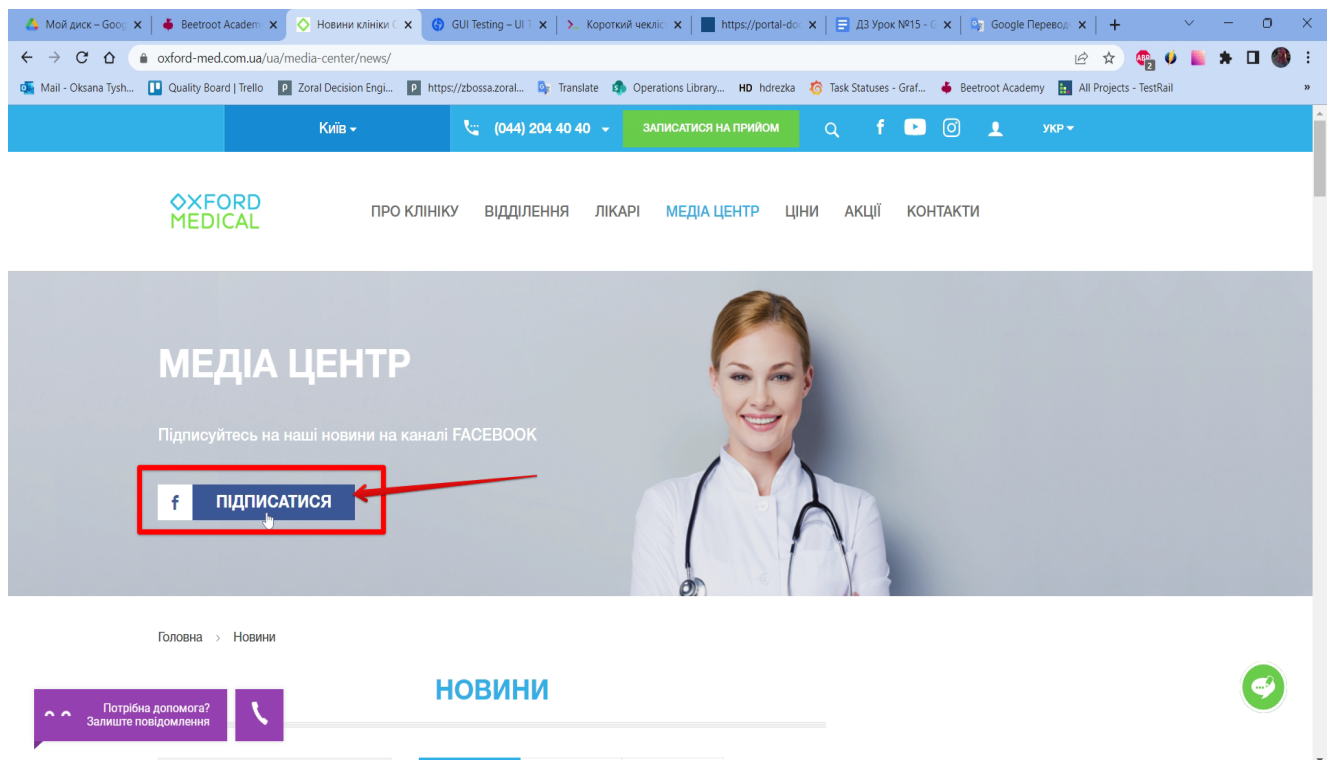 Мой диск – Goog
Beetroot Academ
Новини клініки
GUI Testing – UI
Короткий чекліс
https://portal-doc
ДЗ Урок №15 - G
Google Перевод
oxford-med.com.ua/ua/media-center/news/
ABP
2
Mail - Oksana Tysh...
Quality Board | Trello
Zoral Decision Engi...
https://zbossa.zoral...
Translate
Operations Library...
HD hdrezka
Task Statuses - Graf...
Beetroot Academy
All Projects - TestRail
Київ
(044) 204 40 40
ЗАПИСАТИСЯ НА ПРИЙОМ
УКР
OXFORD
MEDICAL
ПРО КЛІНІКУ
ВІДДІЛЕННЯ
ЛІКАРІ
МЕДІА ЦЕНТР
ЦІНИ
АКЦІЇ
КОНТАКТИ
МЕДІА ЦЕНТР
Підписуйтесь на наші новини на каналі FACEBOOK
f ПІДПИСАТИСЯ
Головна > Новини
НОВИНИ
Потрібна допомога?
Залиште повідомлення